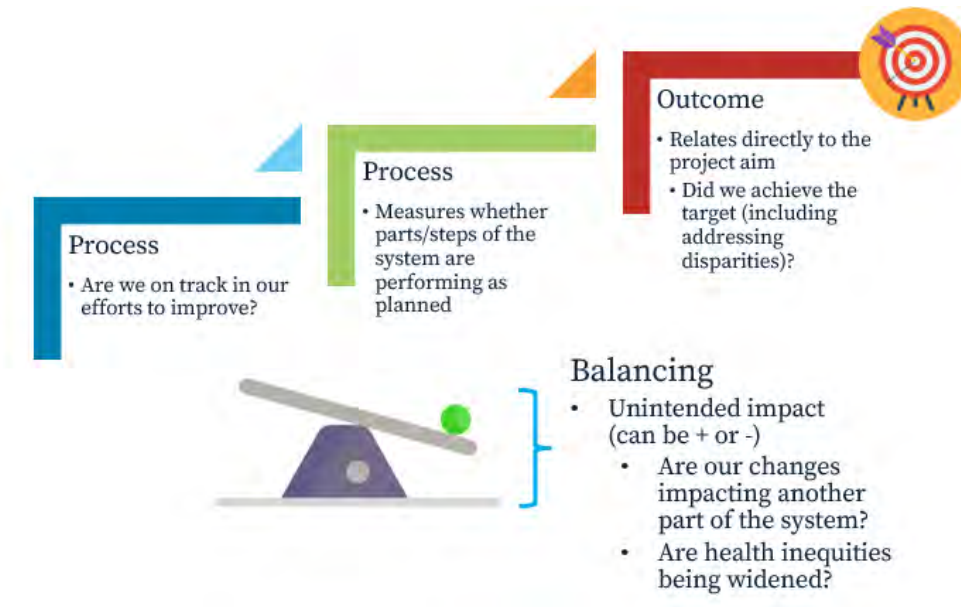 Process
• Are we on track in our
efforts to improve?
Process
• Measures whether
parts/steps of the
system are
performing as
planned
Outcome
• Relates directly to the
project aim
• Did we achieve the
target (including
addressing
disparities)?
Balancing
• Unintended impact
(can be + or -)
• Are our changes
impacting another
part of the system?
• Are health inequities
being widened?